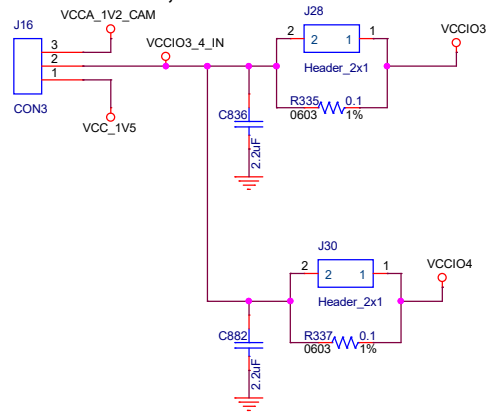 J16
VCCA_1V2_CAM
3
2
1
CON3
VCC_1V5
VCCIO3_4_IN
J28
2
2
1
1
Header_2x1
VCCIO3
R335
0.1
0603
1%
C836
2.2uF
J30
2
2
1
1
Header_2x1
VCCIO4
R337
0.1
0603
1%
C882
2.2uF